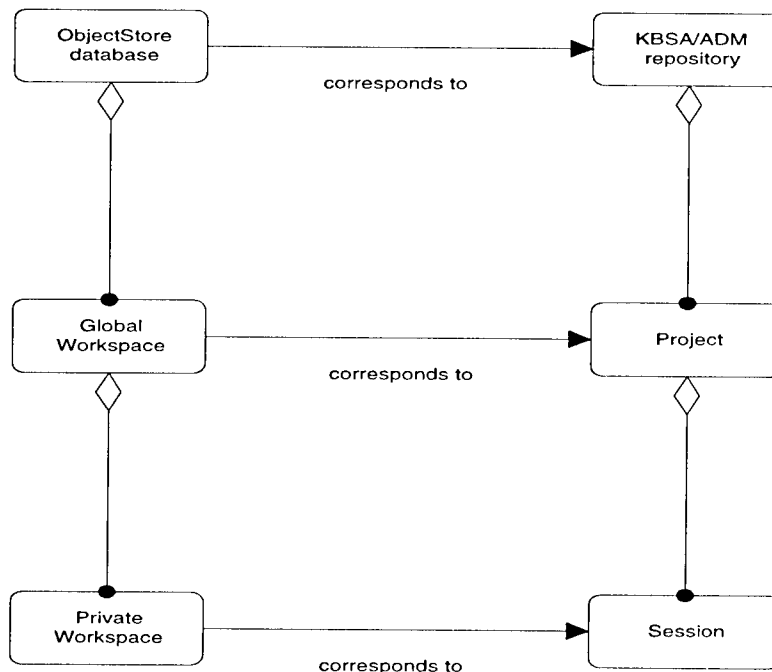 ObjectStore
database
KBSA/ADM
repository
corresponds to
Global
Workspace
Project
corresponds to
Private
Workspace
Session
corresponds to